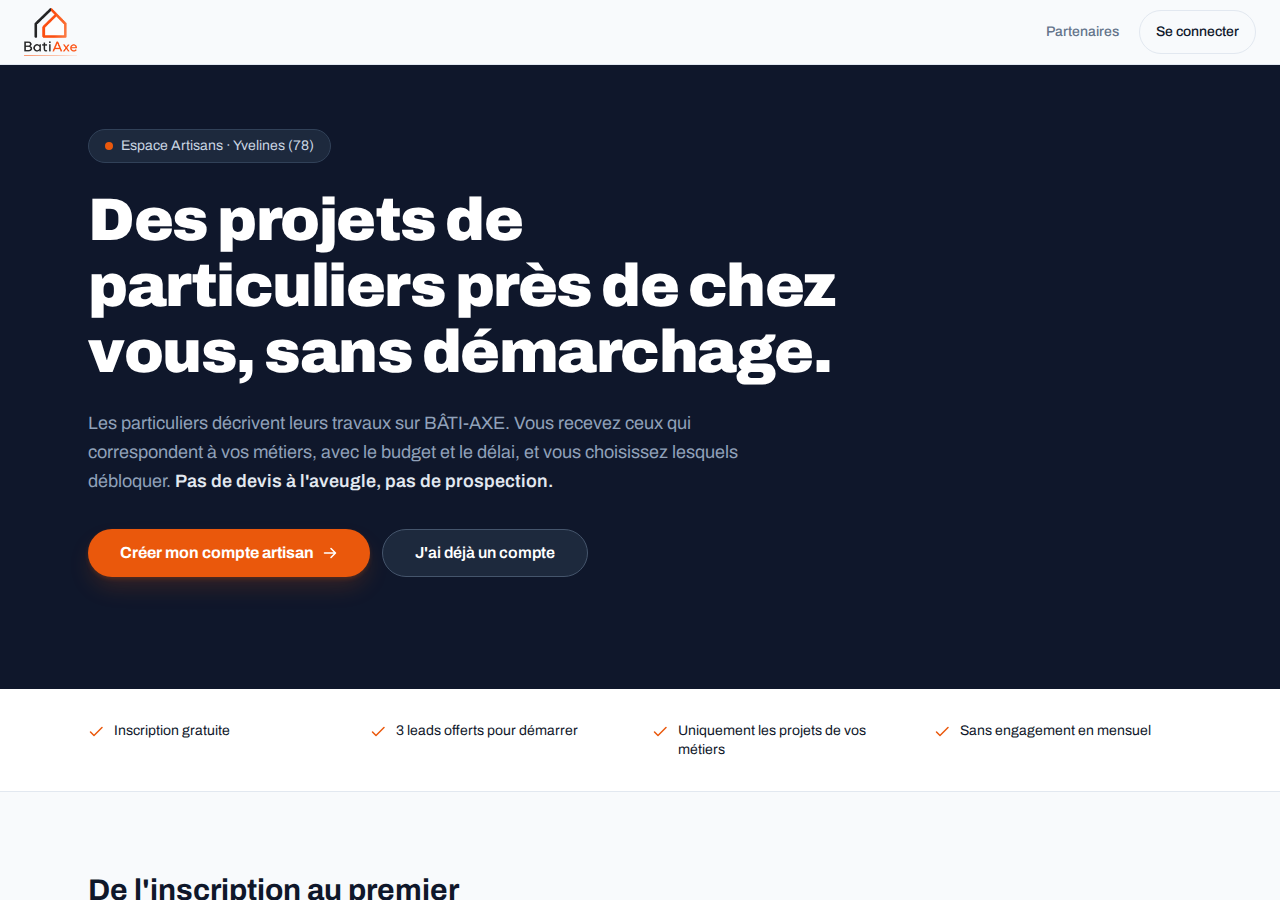 BatiAxe
Partenaires
Se connecter
Espace Artisans · Yvelines (78)
Des projets de
particuliers près de chez
vous, sans démarchage.
Les particuliers décrivent leurs travaux sur BÂTI-AXE. Vous recevez ceux qui
correspondent à vos métiers, avec le budget et le délai, et vous choisissez lesquels
débloquer. Pas de devis à l'aveugle, pas de prospection.
Créer mon compte artisan →
J'ai déjà un compte
Inscription gratuite
3 leads offerts pour démarrer
Uniquement les projets de vos
métiers
Sans engagement en mensuel
De l'inscription au premier